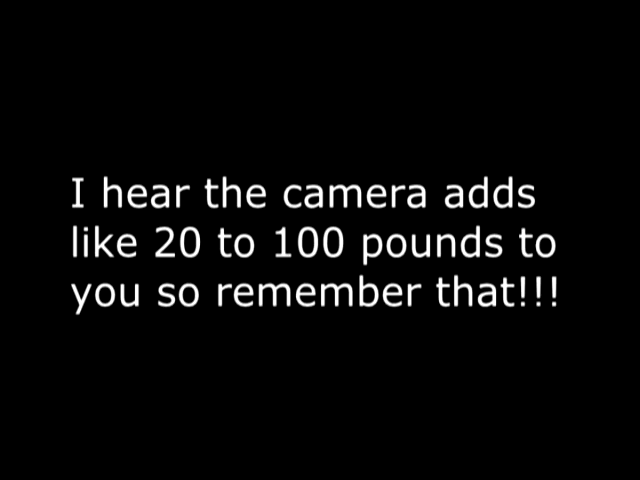 I hear the camera adds
like 20 to 100 pounds to
you so remember that!!!